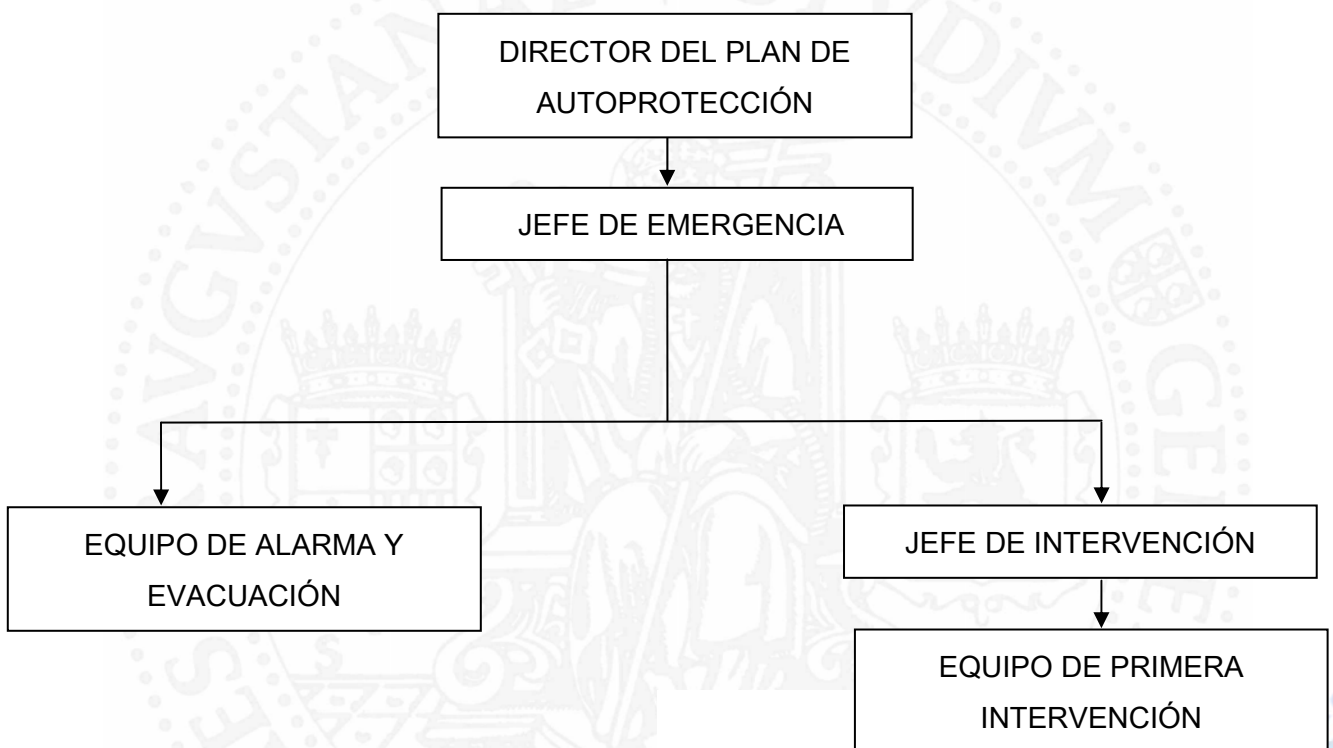 DIRECTOR DEL PLAN DE
AUTOPROTECCIÓN
JEFE DE EMERGENCIA
EQUIPO DE ALARMA Y
EVACUACIÓN
JEFE DE INTERVENCIÓN
EQUIPO DE PRIMERA
INTERVENCIÓN